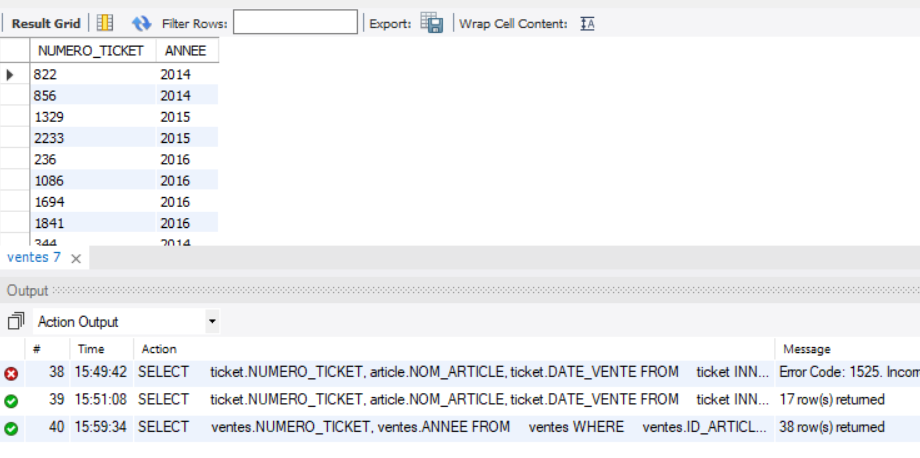 Result Grid Filter Rows: Export: Wrap Cell Content: IA
NUMERO_TICKET ANNEE
822 2014
856 2014
1329 2015
2233 2015
236 2016
1086 2016
1694 2016
1841 2016
344 2014
ventes 7
Output
Action Output
# Time Action Message
38 15:49:42 SELECT ticket.NUMERO_TICKET, article.NOM_ARTICLE, ticket.DATE_VENTE FROM ticket INN... Error Code: 1525. Incorr
39 15:51:08 SELECT ticket.NUMERO_TICKET, article.NOM_ARTICLE, ticket.DATE_VENTE FROM ticket INN... 17 row(s) returned
40 15:59:34 SELECT ventes.NUMERO_TICKET, ventes.ANNEE FROM ventes WHERE ventes.ID_ARTICL... 38 row(s) returned